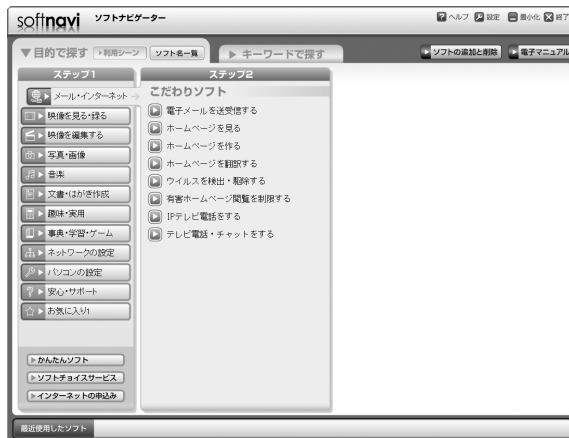 softnavi ソフトナビゲーター
ヘルプ 設定 最小化 終了
目的で探す 利用シーン ソフト名一覧 キーワードで探す ソフトの追加と削除 電子マニュアル
ステップ1
メール・インターネット
映像を見る・録る
映像を編集する
写真・画像
音楽
文書・はがき作成
趣味・実用
事典・学習・ゲーム
ネットワークの設定
パソコンの設定
安心・サポート
お気に入り1
かんたんソフト
ソフトチョイスサービス
インターネットの申込み
ステップ2
こだわりソフト
電子メールを送受信する
ホームページを見る
ホームページを作る
ホームページを翻訳する
ウイルスを検出・駆除する
有害ホームページ閲覧を制限する
IPテレビ電話をする
テレビ電話・チャットをする
最近使用したソフト